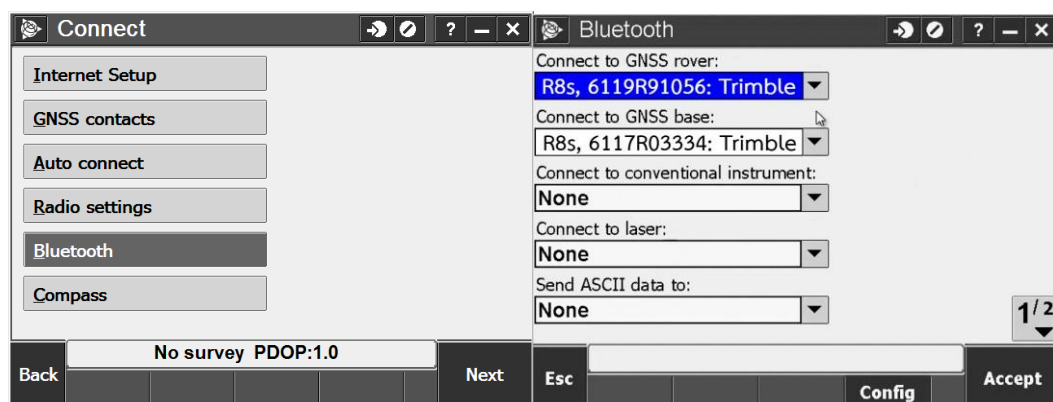 Connect
? — ×
Internet Setup
GNSS contacts
Auto connect
Radio settings
Bluetooth
Compass
No survey PDOP:1.0
Back
Next
Bluetooth
? — ×
Connect to GNSS rover:
R8s, 6119R91056: Trimble
Connect to GNSS base:
R8s, 6117R03334: Trimble
Connect to conventional instrument:
None
Connect to laser:
None
Send ASCII data to:
None
1/2
Esc
Config
Accept